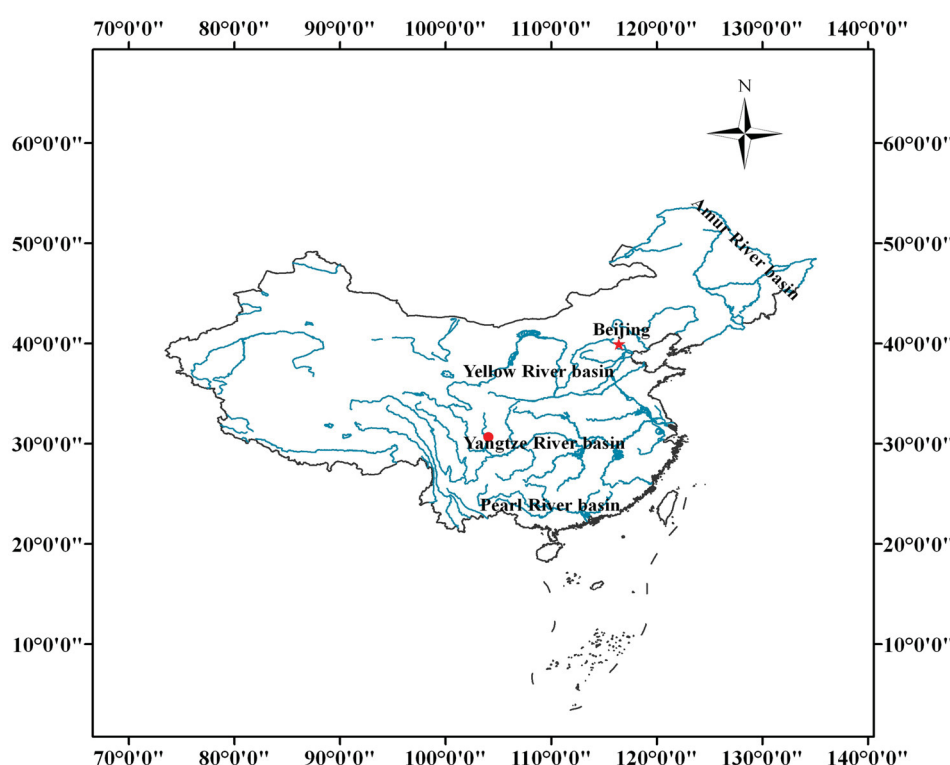 70°0'0" 80°0'0" 90°0'0" 100°0'0" 110°0'0" 120°0'0" 130°0'0" 140°0'0"
N
60°0'0" 60°0'0"
50°0'0" 50°0'0"
Amur River basin
Beijing
40°0'0" 40°0'0"
Yellow River basin
Yangtze River basin
30°0'0" 30°0'0"
Pearl River basin
20°0'0" 20°0'0"
10°0'0" 10°0'0"
70°0'0" 80°0'0" 90°0'0" 100°0'0" 110°0'0" 120°0'0" 130°0'0" 140°0'0"